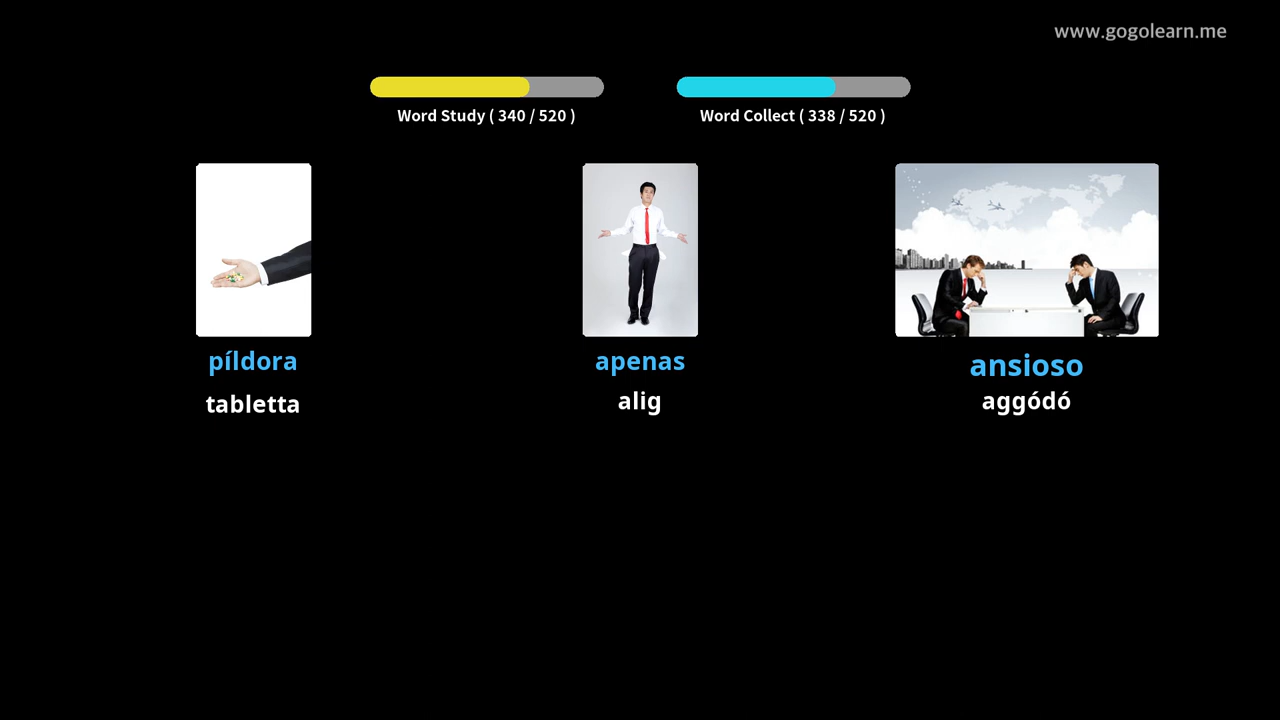 www.gogolearn.me
Word Study ( 340 / 520 )
Word Collect ( 338 / 520 )
píldora
tabletta
apenas
alig
ansioso
aggódó